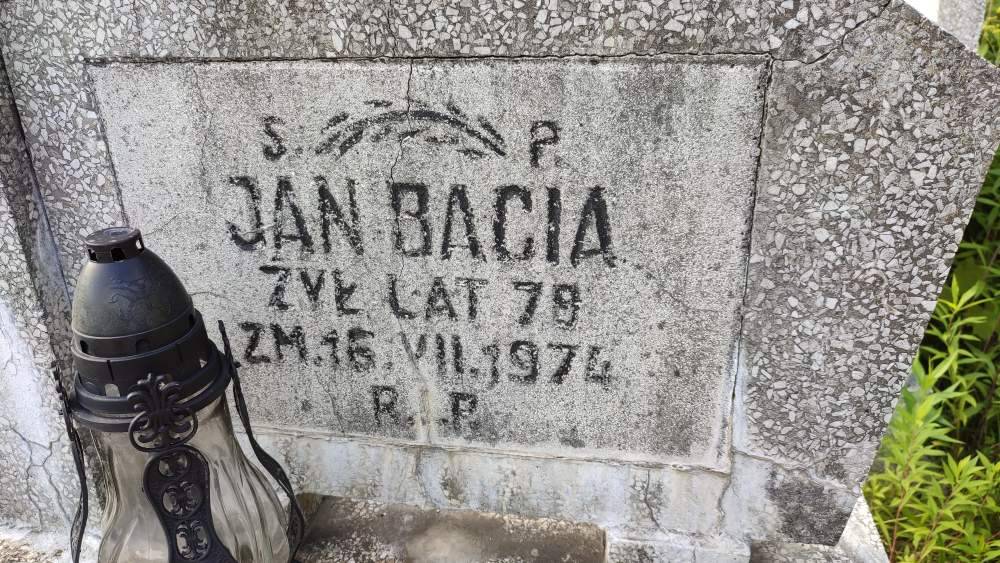 S. P.
JAN BACIA
ŻYŁ LAT 79
ZM. 16. VII. 1974
R. P.